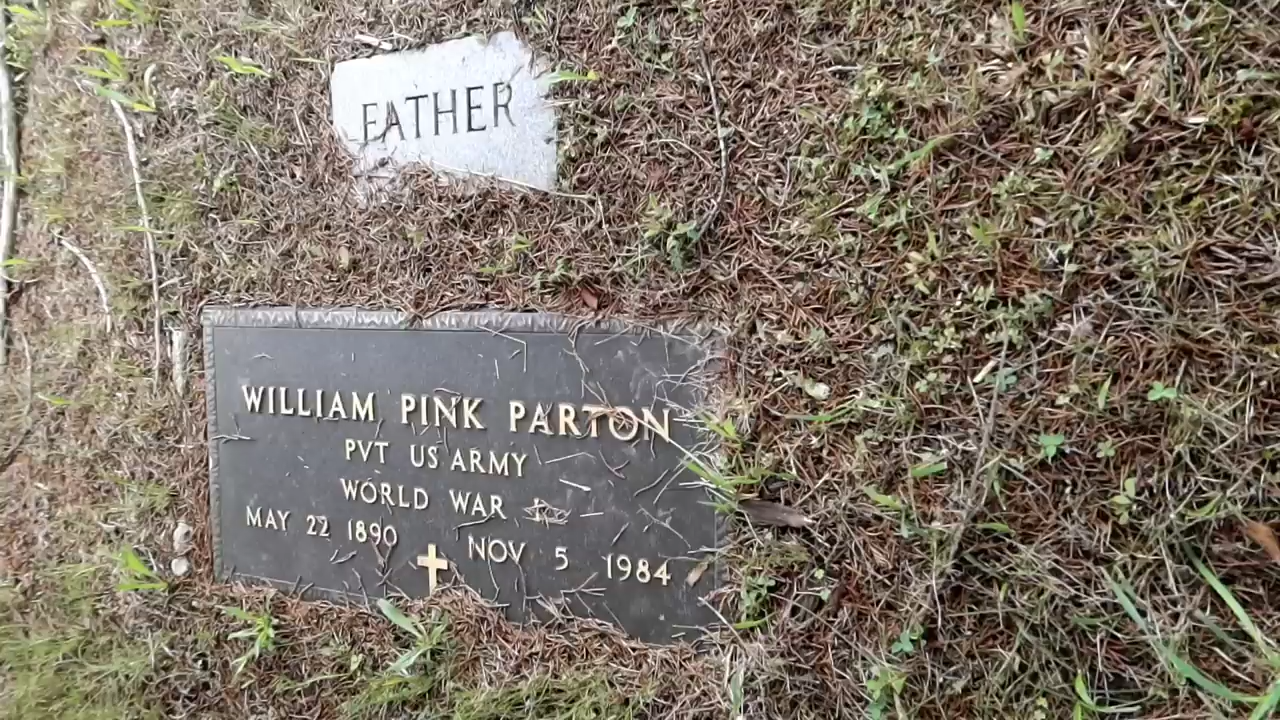 FATHER
WILLIAM PINK PARTON
PVT US ARMY
WORLD WAR
MAY 22 1890 NOV 5 1984